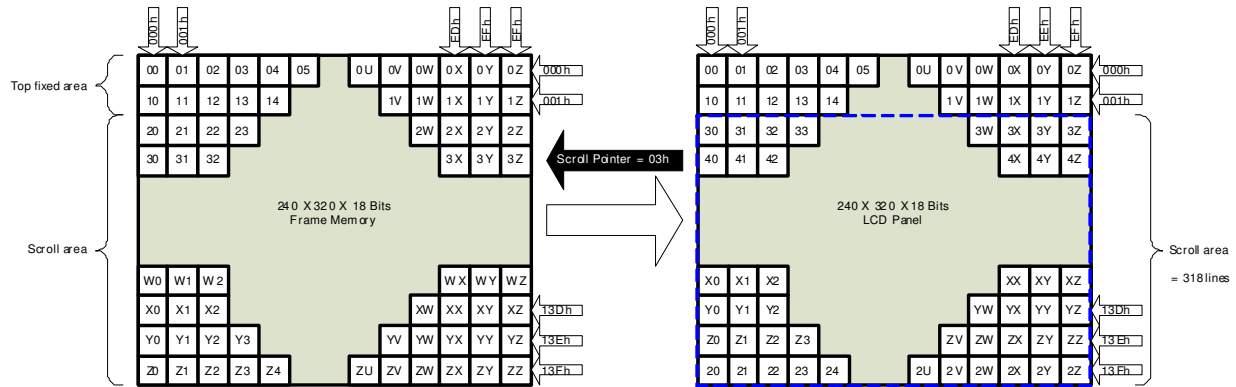 000h 001h EDh EEh EFh 000h 001h EDh EEh EFh
00 01 02 03 04 05 0U 0V 0W 0X 0Y 0Z 000h 00 01 02 03 04 05 0U 0V 0W 0X 0Y 0Z 000h
Top fixed area
10 11 12 13 14 1V 1W 1X 1Y 1Z 001h 10 11 12 13 14 1V 1W 1X 1Y 1Z 001h
20 21 22 23 2W 2X 2Y 2Z 30 31 32 33 3W 3X 3Y 3Z
30 31 32 3X 3Y 3Z Scroll Pointer = 03h 40 41 42 4X 4Y 4Z
240 X 320 X 18 Bits 240 X 320 X 18 Bits
Frame Memory LCD Panel
Scroll area Scroll area
= 318 lines
W0 W1 W2 WX WY WZ X0 X1 X2 XX XY XZ
X0 X1 X2 XW XX XY XZ 13Dh Y0 Y1 Y2 YW YX YY YZ 13Dh
Y0 Y1 Y2 Y3 YV YW YX YY YZ 13Eh Z0 Z1 Z2 Z3 ZV ZW ZX ZY ZZ 13Eh
Z0 Z1 Z2 Z3 Z4 ZU ZV ZW ZX ZY ZZ 13Fh 20 21 22 23 24 2U 2V 2W 2X 2Y 2Z 13Fh